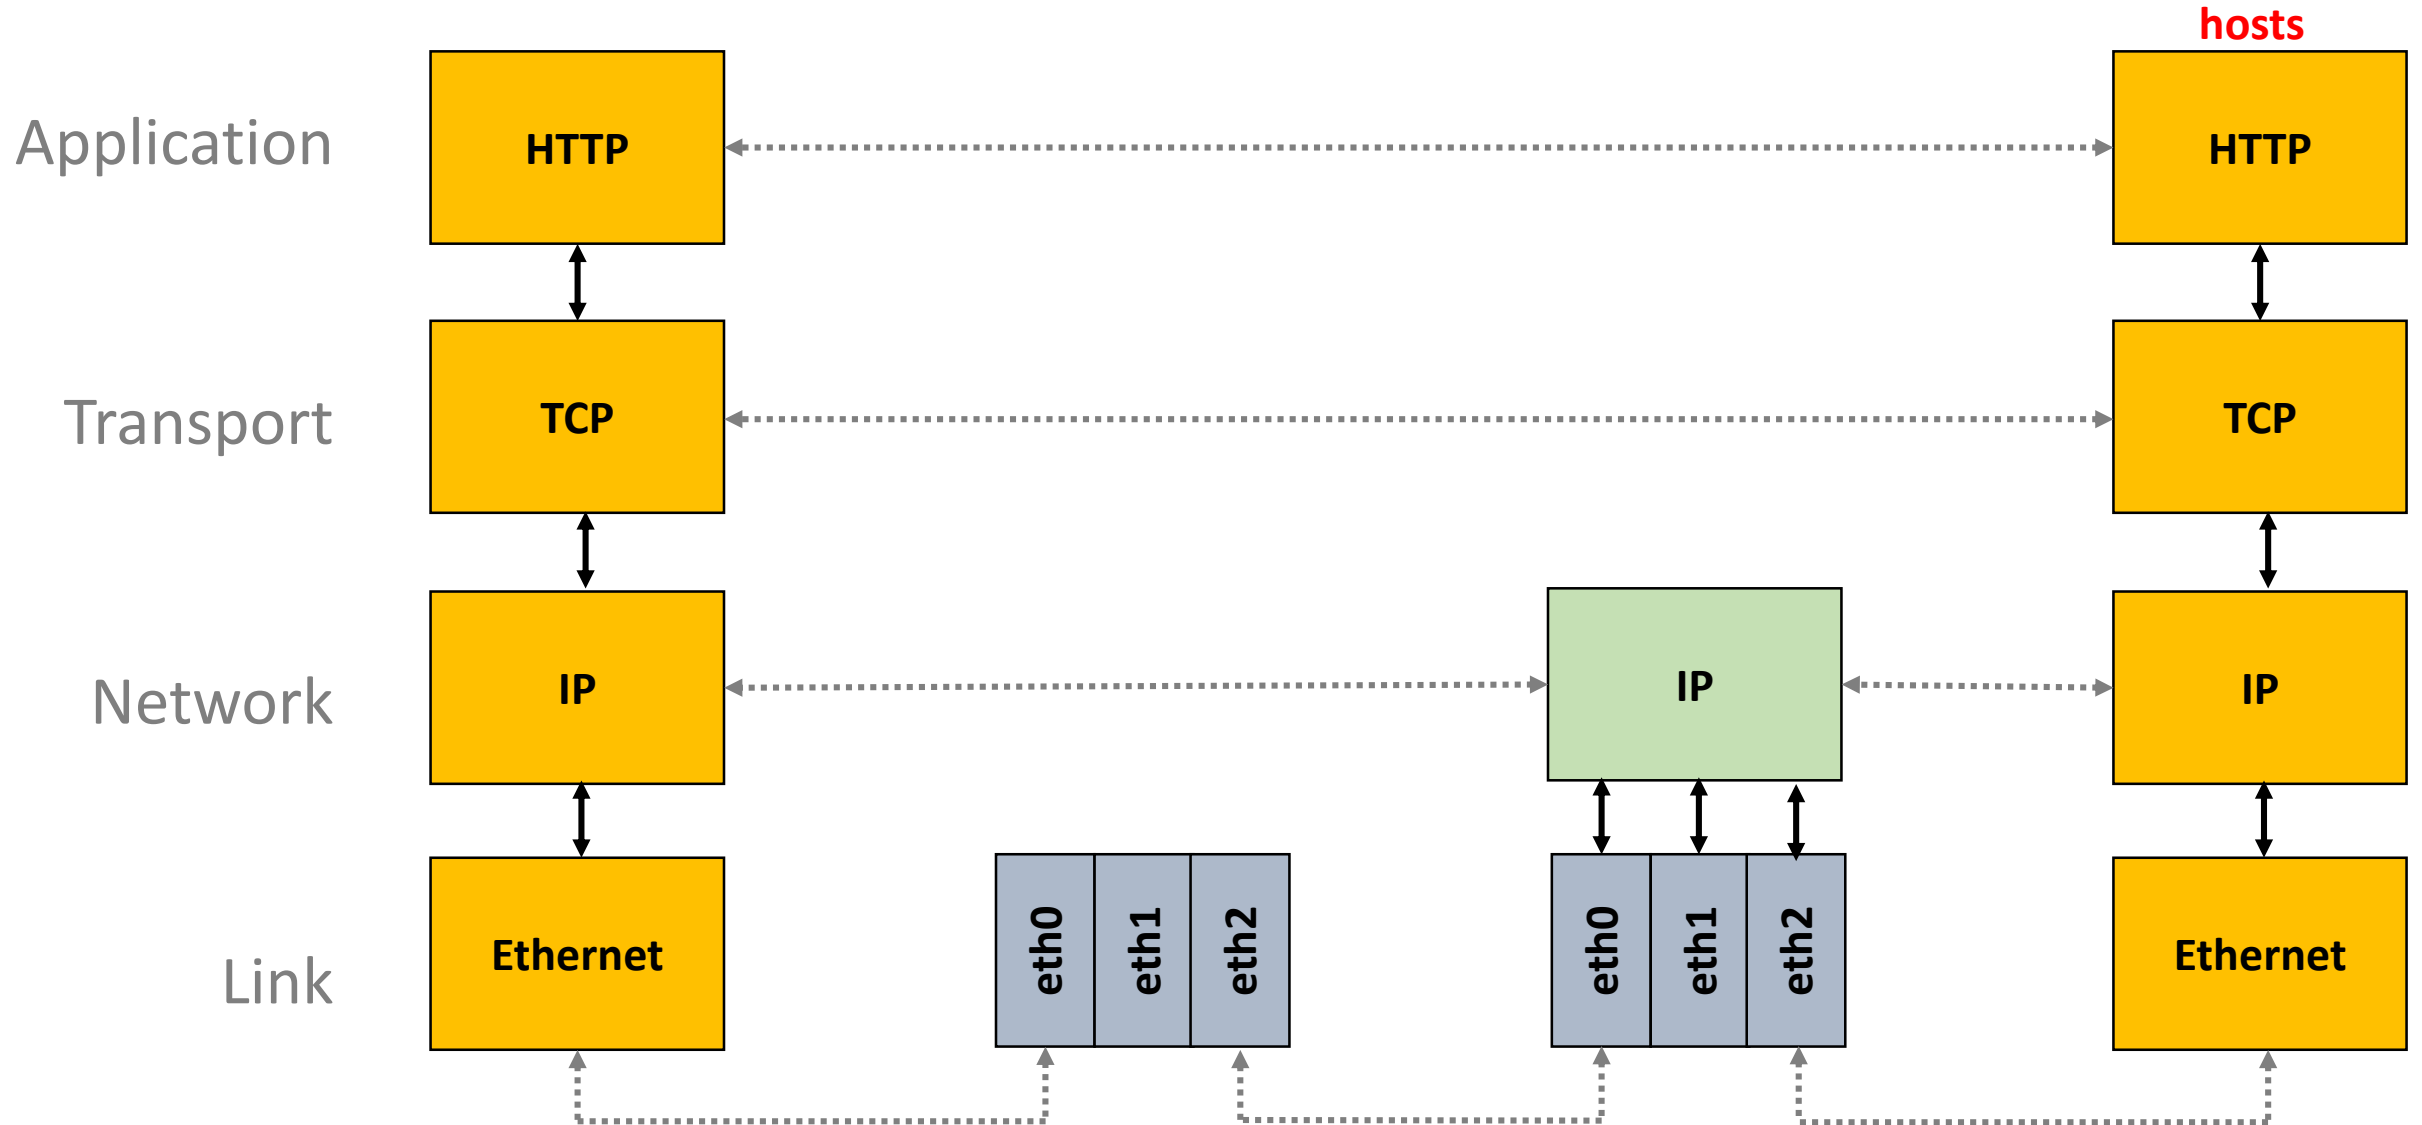 hosts
Application
HTTP
HTTP
Transport
TCP
TCP
Network
IP
IP
IP
Link
Ethernet
eth0
eth1
eth2
eth0
eth1
eth2
Ethernet